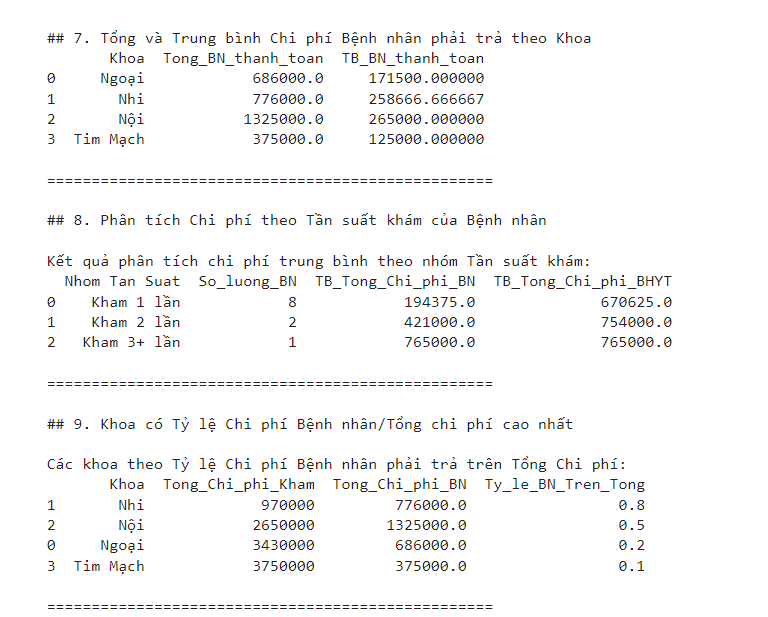 ## 7. Tổng và Trung bình Chi phí Bệnh nhân phải trả theo Khoa
Khoa Tong_BN_thanh_toan TB_BN_thanh_toan
0 Ngoại 686000.0 171500.000000
1 Nhi 776000.0 258666.666667
2 Nội 1325000.0 265000.000000
3 Tim Mạch 375000.0 125000.000000
==================================================
## 8. Phân tích Chi phí theo Tần suất khám của Bệnh nhân
Kết quả phân tích chi phí trung bình theo nhóm Tần suất khám:
Nhom Tan Suat So_luong_BN TB_Tong_Chi_phi_BN TB_Tong_Chi_phi_BHYT
0 Kham 1 lần 8 194375.0 670625.0
1 Kham 2 lần 2 421000.0 754000.0
2 Kham 3+ lần 1 765000.0 765000.0
==================================================
## 9. Khoa có Tỷ lệ Chi phí Bệnh nhân/Tổng chi phí cao nhất
Các khoa theo Tỷ lệ Chi phí Bệnh nhân phải trả trên Tổng Chi phí:
Khoa Tong_Chi_phi_Kham Tong_Chi_phi_BN Ty_le_BN_Tren_Tong
1 Nhi 970000 776000.0 0.8
2 Nội 2650000 1325000.0 0.5
0 Ngoại 3430000 686000.0 0.2
3 Tim Mạch 3750000 375000.0 0.1
==================================================